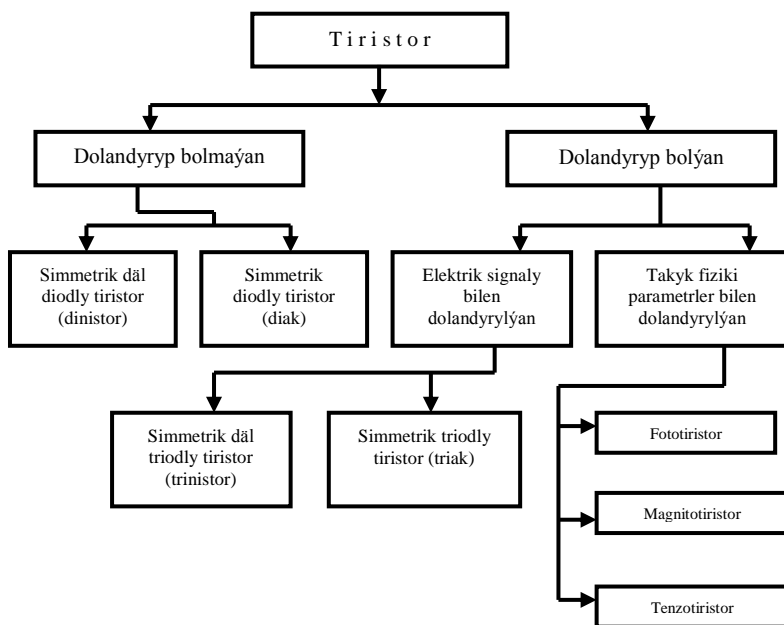 T i r i s t o r
Dolandyryp bolmaýan
Dolandyryp bolýan
Simmetrik däl
diodly tiristor
(dinistor)
Simmetrik
diodly tiristor
(diak)
Elektrik signaly
bilen
dolandyrylýan
Takyk fiziki
parametrler bilen
dolandyrylýan
Simmetrik däl
triodly tiristor
(trinistor)
Simmetrik triodly
tiristor (triak)
Fototiristor
Magnitotiristor
Tenzotiristor